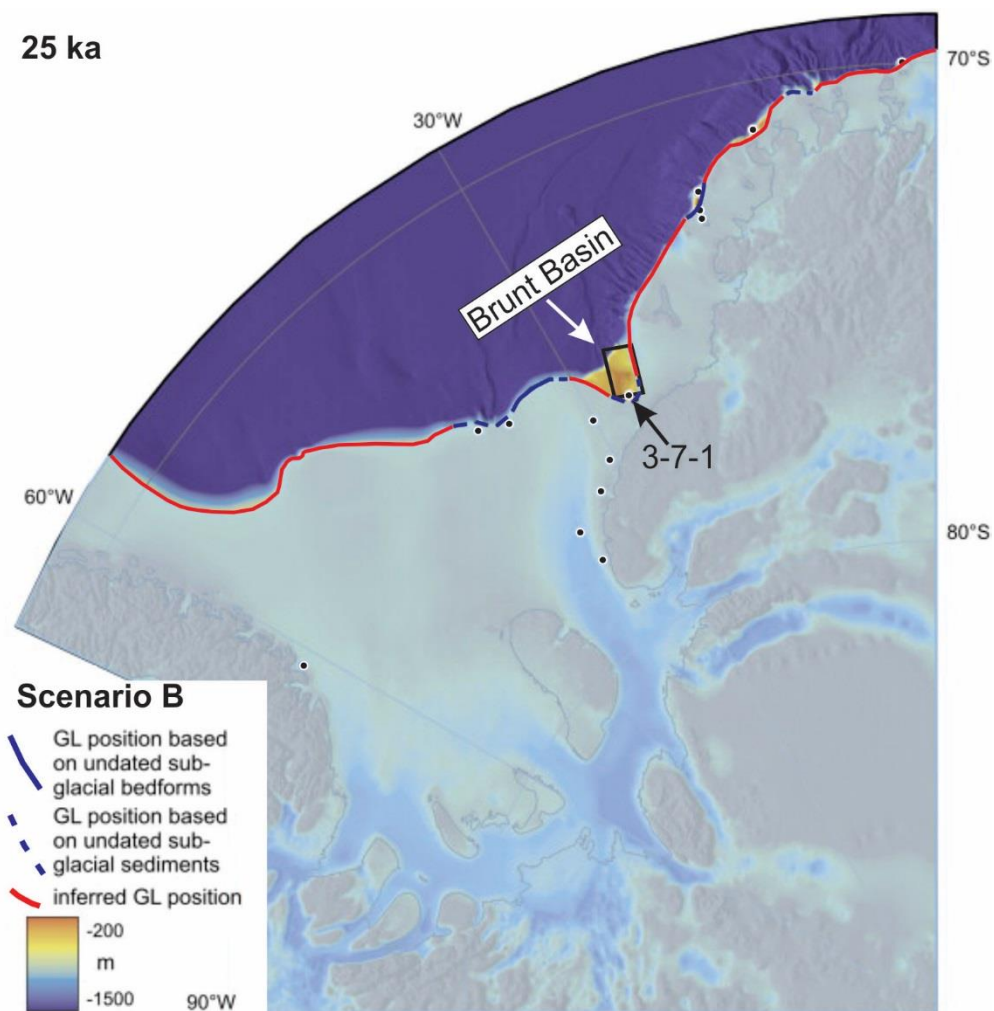 25 ka
70°S
30°W
Brunt Basin
3-7-1
60°W
80°S
Scenario B
GL position based
on undated sub-
glacial bedforms
GL position based
on undated sub-
glacial sediments
inferred GL position
-200
m
-1500
90°W